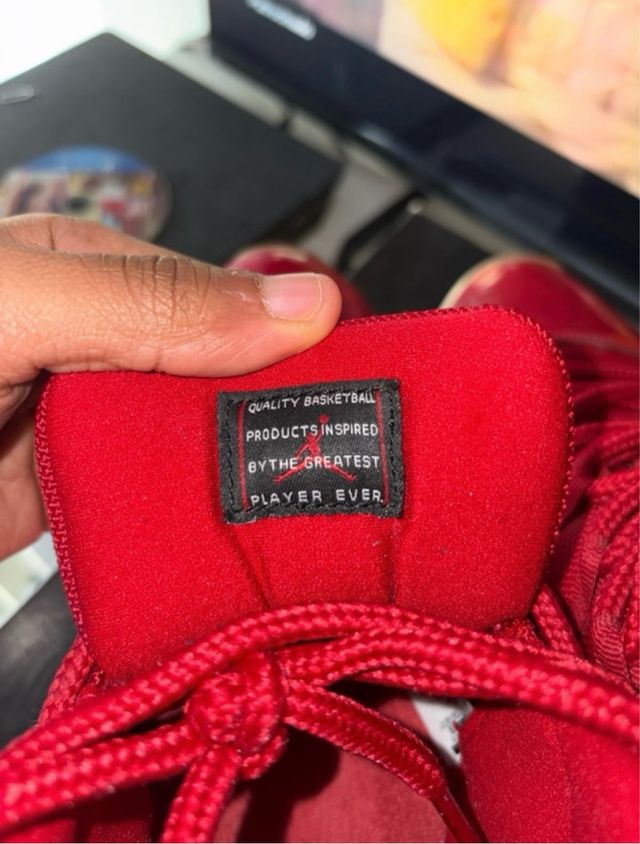 QUALITY BASKETBALL
PRODUCTS INSPIRED
BY THE GREATEST
PLAYER EVER.